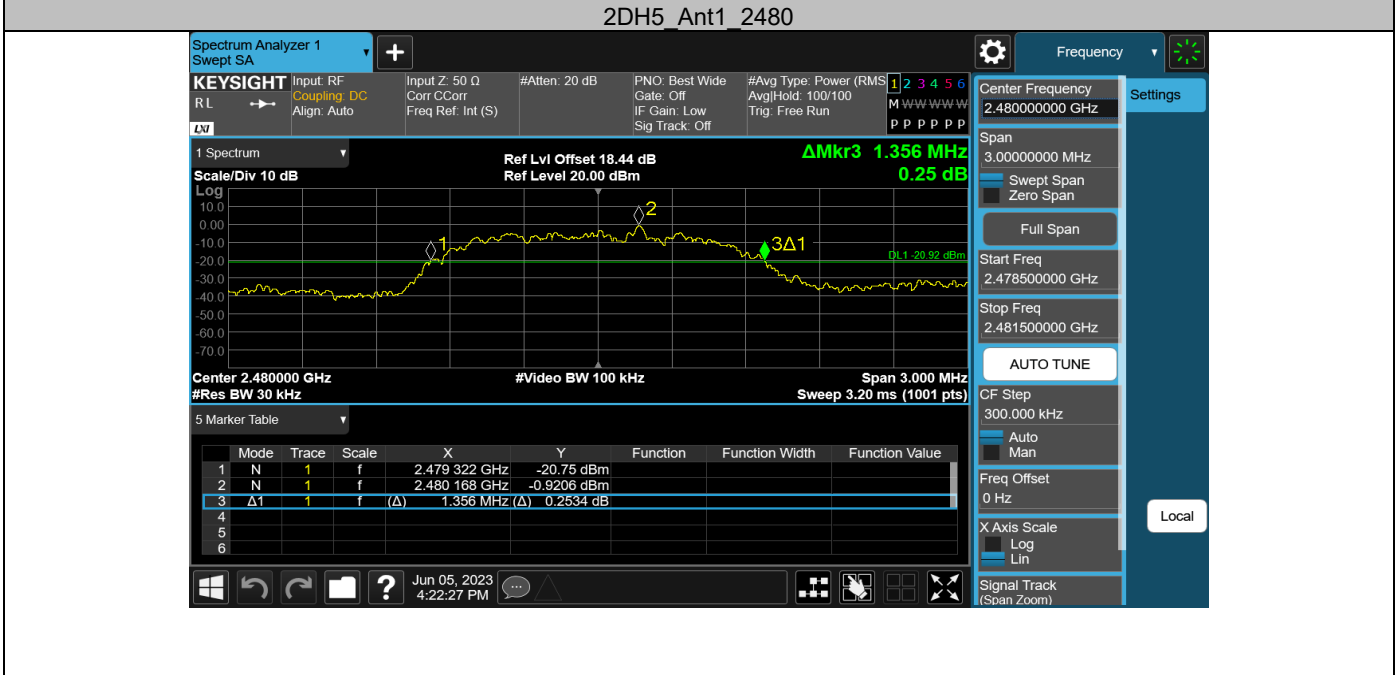 2DH5_Ant1_2480
Spectrum Analyzer 1
Swept SA
Frequency
KEYSIGHT
RL
LXI
Input: RF
Coupling: DC
Align: Auto
Input Z: 50 Ω
Corr CCorr
Freq Ref: Int (S)
#Atten: 20 dB
PNO: Best Wide
Gate: Off
IF Gain: Low
Sig Track: Off
#Avg Type: Power (RMS
Avg|Hold: 100/100
Trig: Free Run
1 2 3 4 5 6
M W W W W W
P P P P P P
1 Spectrum
Scale/Div 10 dB
Ref Lvl Offset 18.44 dB
Ref Level 20.00 dBm
ΔMkr3 1.356 MHz
0.25 dB
Log
10.0
0.00
-10.0
-20.0
-30.0
-40.0
-50.0
-60.0
-70.0
1
2
3Δ1
DL1 -20.92 dBm
Center 2.480000 GHz
#Video BW 100 kHz
Span 3.000 MHz
#Res BW 30 kHz
Sweep 3.20 ms (1001 pts)
5 Marker Table
Mode Trace Scale X Y Function Function Width Function Value
1 N 1 f 2.479 322 GHz -20.75 dBm
2 N 1 f 2.480 168 GHz -0.9206 dBm
3 Δ1 1 f (Δ) 1.356 MHz (Δ) 0.2534 dB
4
5
6
?
Jun 05, 2023
4:22:27 PM
Center Frequency
2.480000000 GHz
Span
3.00000000 MHz
Swept Span
Zero Span
Full Span
Start Freq
2.478500000 GHz
Stop Freq
2.481500000 GHz
AUTO TUNE
CF Step
300.000 kHz
Auto
Man
Freq Offset
0 Hz
X Axis Scale
Log
Lin
Signal Track
(Span Zoom)
Settings
Local